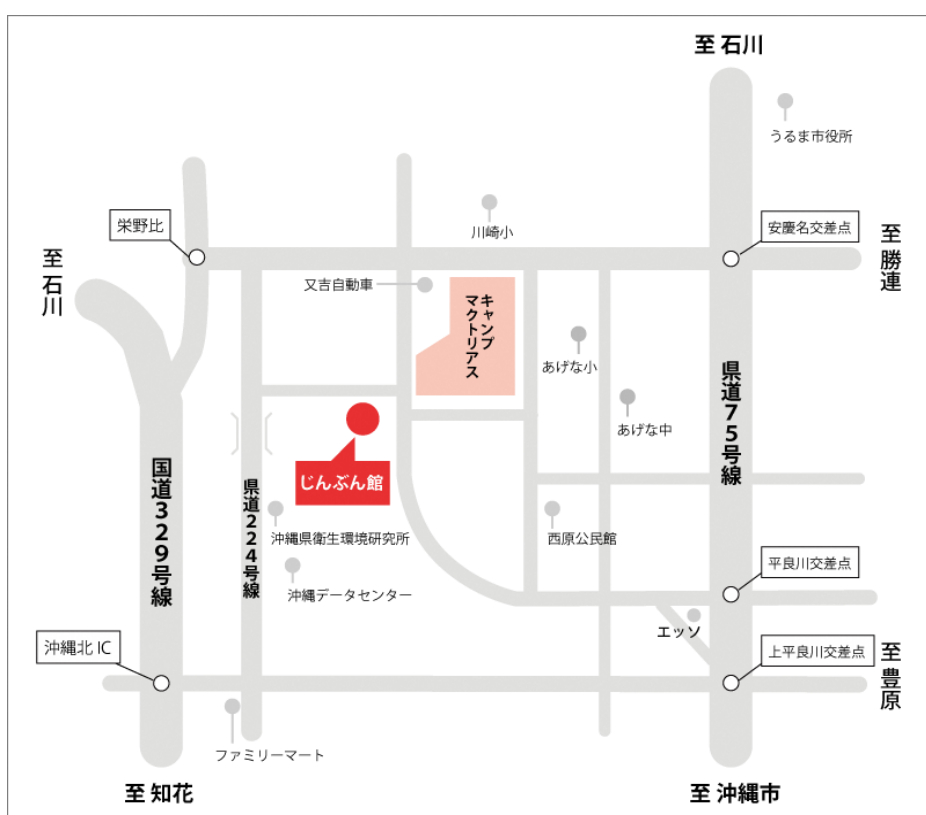 至 石川
うるま市役所
川崎小
栄野比
安慶名交差点
至 勝連
至 石川
又吉自動車
キャンプ
マクトリアス
あげな小
県道75号線
あげな中
じんぶん館
国道329号線
県道224号線
沖縄県衛生環境研究所
西原公民館
平良川交差点
沖縄データセンター
エッソ
沖縄北 IC
上平良川交差点
至 豊原
ファミリーマート
至 知花
至 沖縄市